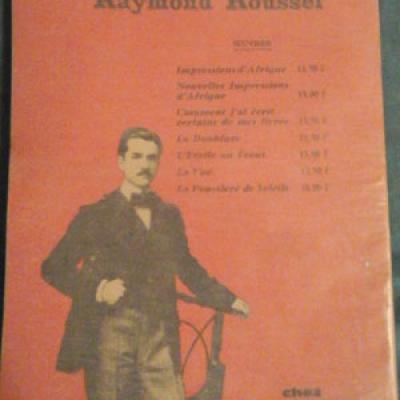 Raymond Roussel
ŒUVRES
Impressions d'Afrique
Nouvelles Impressions
d'Afrique
Comment j'ai écrit
certains de mes livres
La Doublure
L'Étoile au Front
La Vue
La Poussière de Soleils
chez